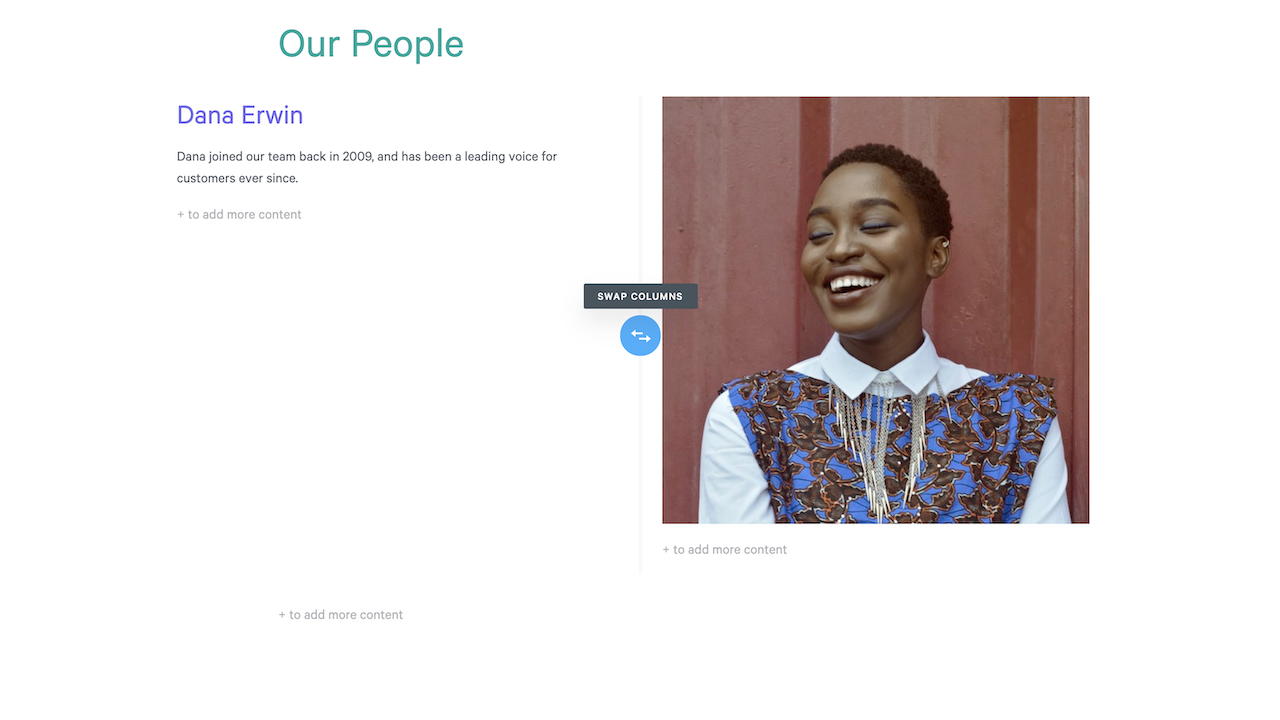 Our People
Dana Erwin
Dana joined our team back in 2009, and has been a leading voice for
customers ever since.
+ to add more content
SWAP COLUMNS
+ to add more content
+ to add more content